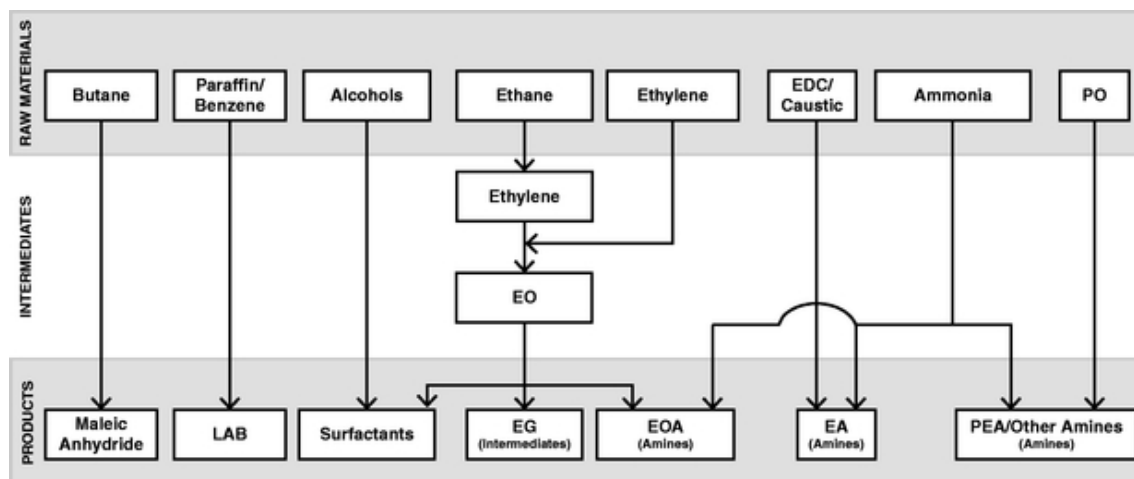 RAW MATERIALS
Butane
Paraffin/
Benzene
Alcohols
Ethane
Ethylene
EDC/
Caustic
Ammonia
PO
INTERMEDIATES
Ethylene
EO
PRODUCTS
Maleic
Anhydride
LAB
Surfactants
EG
(Intermediates)
EOA
(Amines)
EA
(Amines)
PEA/Other Amines
(Amines)